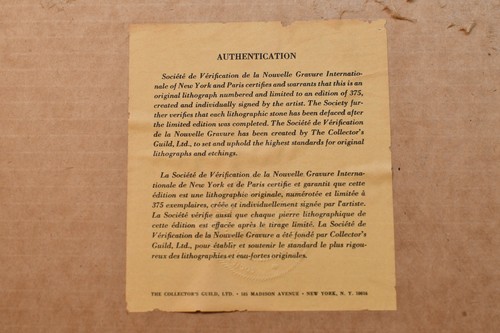 AUTHENTICATION
Société de Vérification de la Nouvelle Gravure Internatio-
nale of New York and Paris certifies and warrants that this is an
original lithograph numbered and limited to an edition of 375,
created and individually signed by the artist. The Society fur-
ther verifies that each lithographic stone has been defaced after
the limited edition was completed. The Société de Vérification
de la Nouvelle Gravure has been created by The Collector's
Guild, Ltd., to set and uphold the highest standards for original
lithographs and etchings.
La Société de Vérification de la Nouvelle Gravure Interna-
tionale de New York et de Paris certifie et garantit que cette
édition est une lithographie originale, numérotée et limitée à
375 exemplaires, créée et individuellement signée par l'artiste.
La Société vérifie aussi que chaque pierre lithographique de
cette édition est effacée après le tirage limité. La Société de
Vérification de la Nouvelle Gravure a été fondé par Collector's
Guild, Ltd., pour établir et soutenir le standard le plus rigou-
reux des lithographies et eau-fortes originales.
THE COLLECTOR'S GUILD, LTD. • 185 MADISON AVENUE • NEW YORK, N. Y. 10016